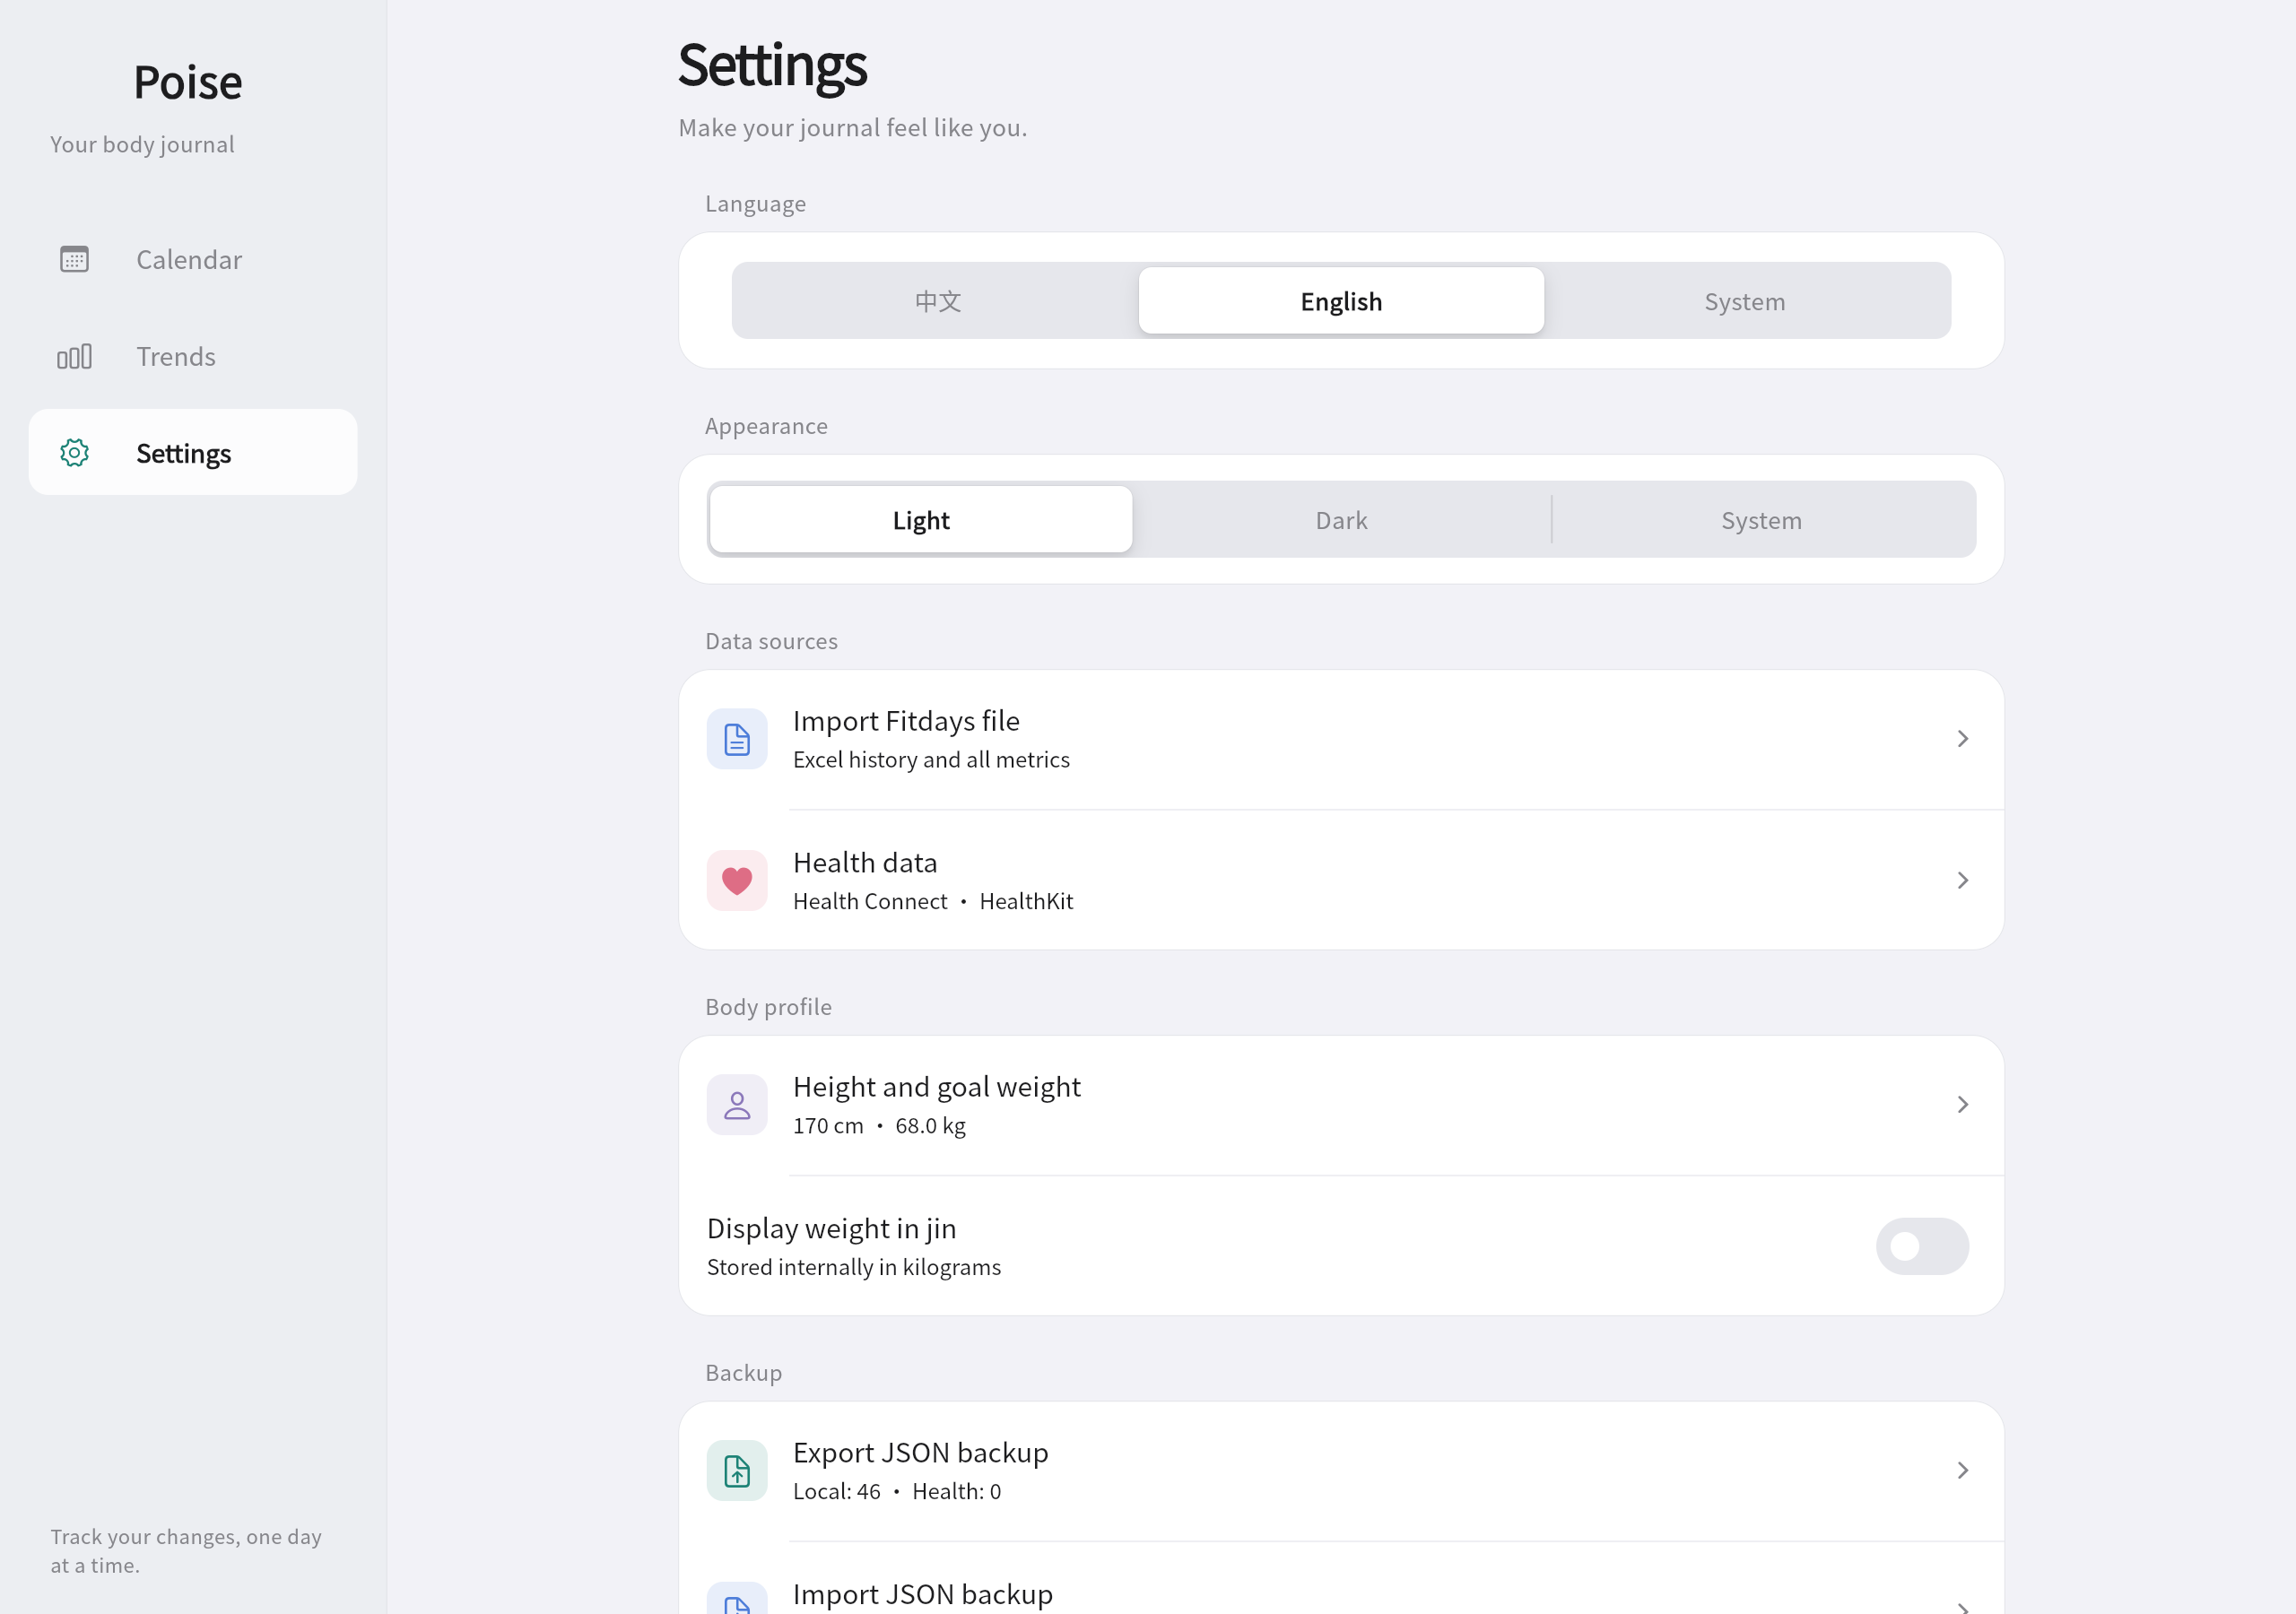 Poise
Your body journal
Calendar
Trends
Settings
Track your changes, one day
at a time.
Settings
Make your journal feel like you.
Language
中文 English System
Appearance
Light Dark System
Data sources
Import Fitdays file
Excel history and all metrics
Health data
Health Connect • HealthKit
Body profile
Height and goal weight
170 cm • 68.0 kg
Display weight in jin
Stored internally in kilograms
Backup
Export JSON backup
Local: 46 • Health: 0
Import JSON backup